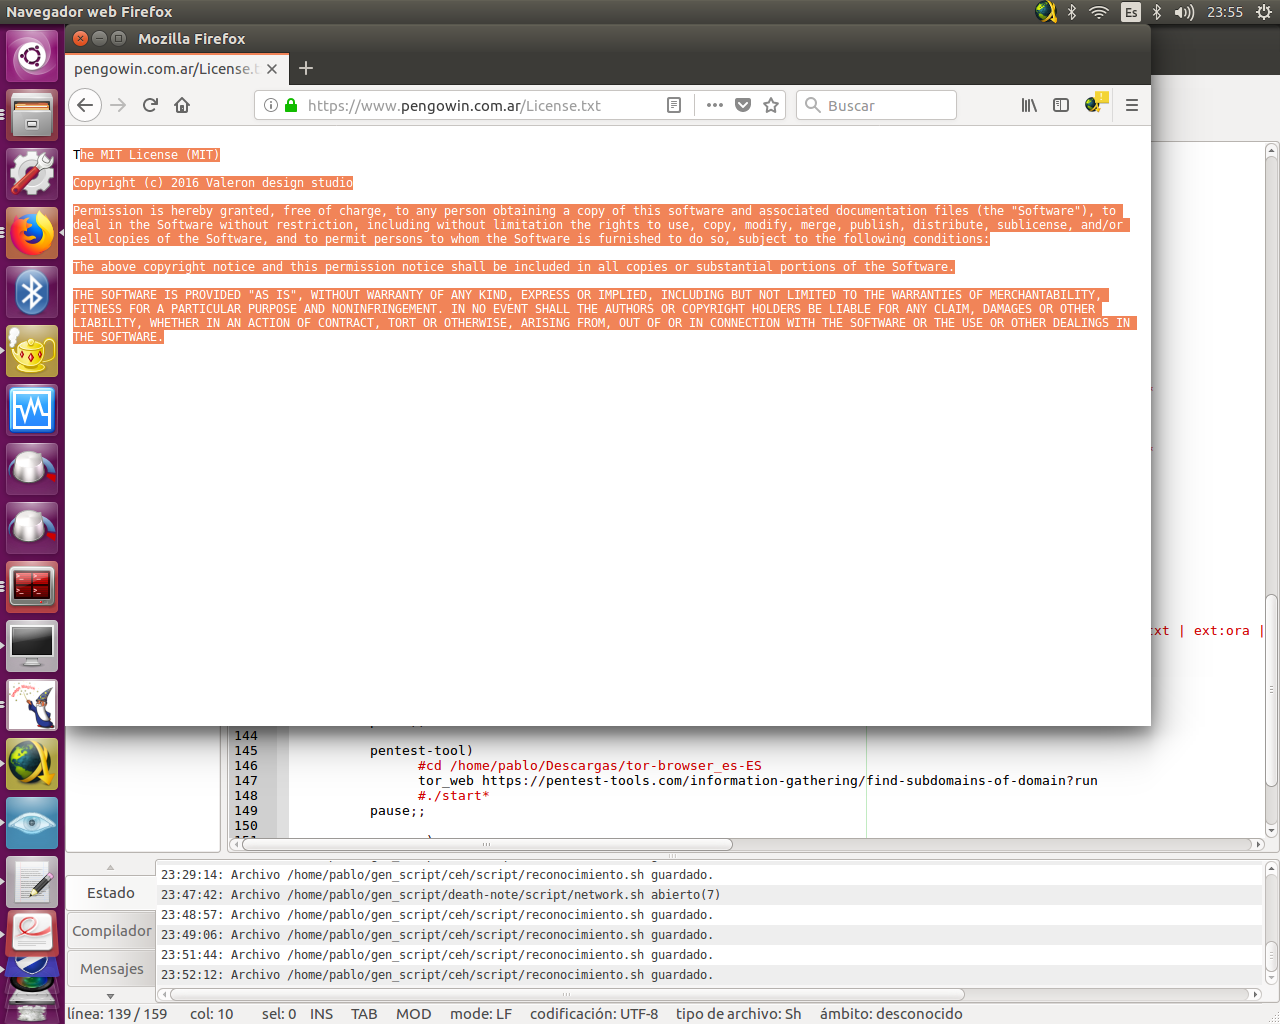 Navegador web Firefox
Es
23:55
Mozilla Firefox
pengowin.com.ar/License.t
https://www.pengowin.com.ar/License.txt
Buscar
The MIT License (MIT)
Copyright (c) 2016 Valeron design studio
Permission is hereby granted, free of charge, to any person obtaining a copy of this software and associated documentation files (the "Software"), to
deal in the Software without restriction, including without limitation the rights to use, copy, modify, merge, publish, distribute, sublicense, and/or
sell copies of the Software, and to permit persons to whom the Software is furnished to do so, subject to the following conditions:
The above copyright notice and this permission notice shall be included in all copies or substantial portions of the Software.
THE SOFTWARE IS PROVIDED "AS IS", WITHOUT WARRANTY OF ANY KIND, EXPRESS OR IMPLIED, INCLUDING BUT NOT LIMITED TO THE WARRANTIES OF MERCHANTABILITY,
FITNESS FOR A PARTICULAR PURPOSE AND NONINFRINGEMENT. IN NO EVENT SHALL THE AUTHORS OR COPYRIGHT HOLDERS BE LIABLE FOR ANY CLAIM, DAMAGES OR OTHER
LIABILITY, WHETHER IN AN ACTION OF CONTRACT, TORT OR OTHERWISE, ARISING FROM, OUT OF OR IN CONNECTION WITH THE SOFTWARE OR THE USE OR OTHER DEALINGS IN
THE SOFTWARE.
txt | ext:ora |
144
145 pentest-tool)
146 #cd /home/pablo/Descargas/tor-browser_es-ES
147 tor_web https://pentest-tools.com/information-gathering/find-subdomains-of-domain?run
148 #./start*
149 pause;;
150
Estado
Compilador
Mensajes
23:29:14: Archivo /home/pablo/gen_script/ceh/script/reconocimiento.sh guardado.
23:47:42: Archivo /home/pablo/gen_script/death-note/script/network.sh abierto(7)
23:48:57: Archivo /home/pablo/gen_script/ceh/script/reconocimiento.sh guardado.
23:49:06: Archivo /home/pablo/gen_script/ceh/script/reconocimiento.sh guardado.
23:51:44: Archivo /home/pablo/gen_script/ceh/script/reconocimiento.sh guardado.
23:52:12: Archivo /home/pablo/gen_script/ceh/script/reconocimiento.sh guardado.
línea: 139 / 159 col: 10 sel: 0 INS TAB MOD modo: LF codificación: UTF-8 tipo de archivo: Sh ámbito: desconocido